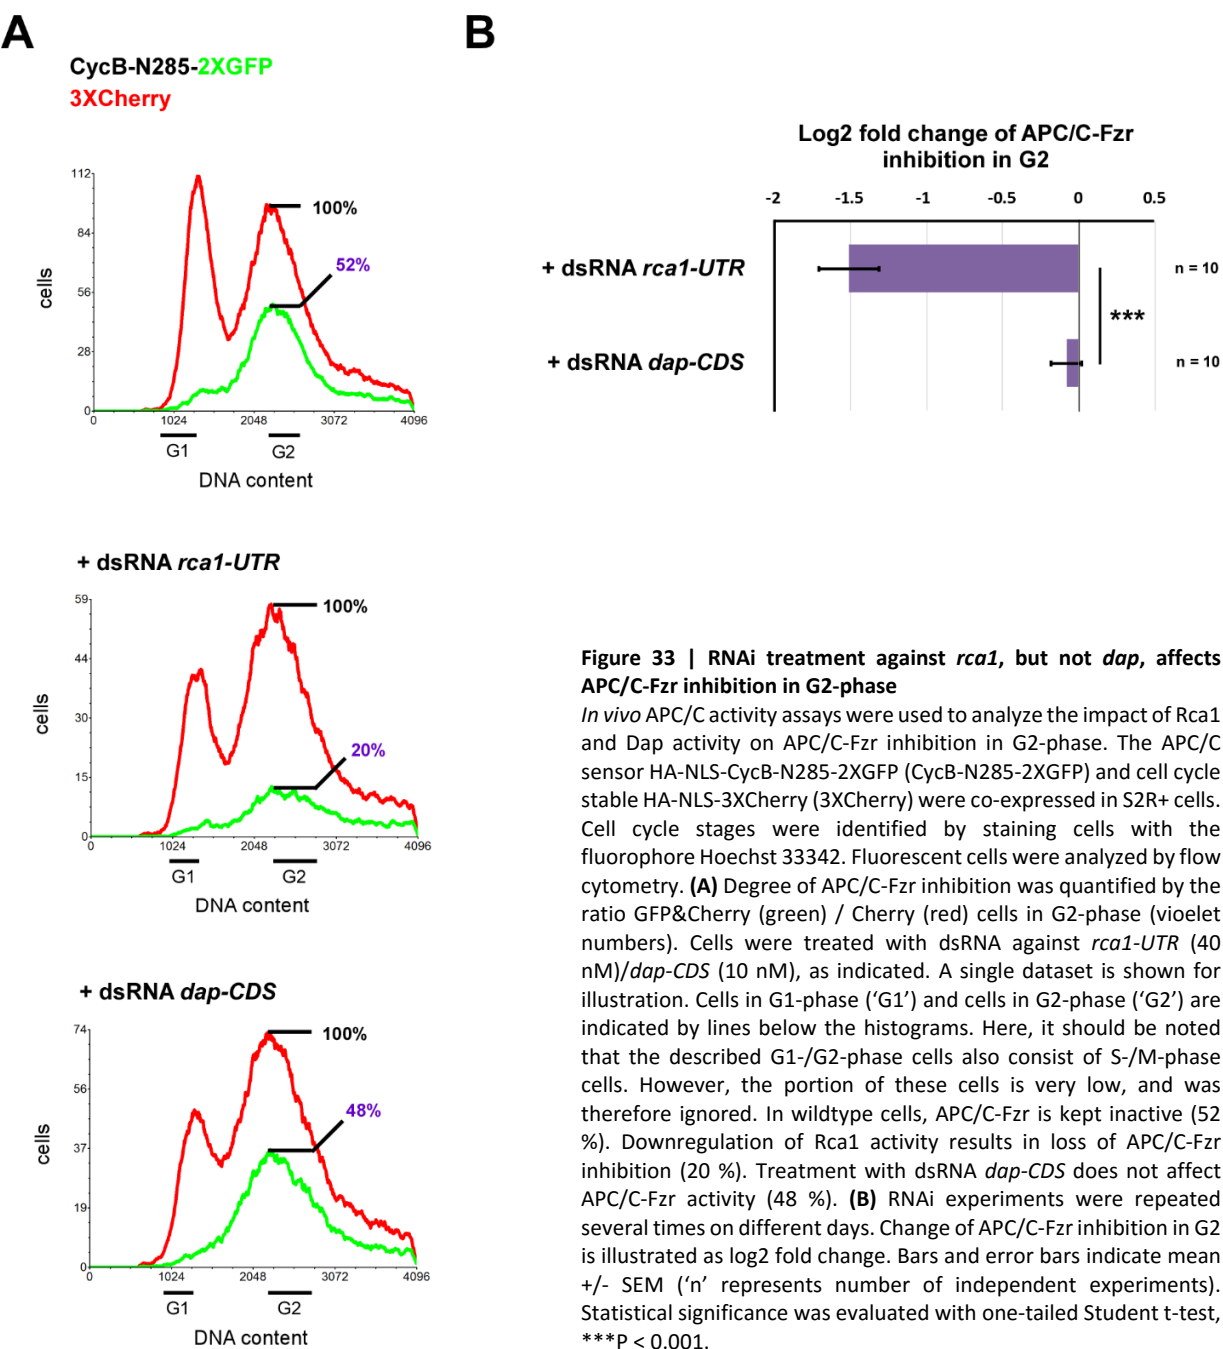 A
CycB-N285-2XGFP
3XCherry
112
84
56
28
0
cells
100%
52%
0 1024 2048 3072 4096
G1 G2
DNA content
+ dsRNA rca1-UTR
59
44
30
15
0
cells
100%
20%
0 1024 2048 3072 4096
G1 G2
DNA content
+ dsRNA dap-CDS
74
56
37
19
0
cells
100%
48%
0 1024 2048 3072 4096
G1 G2
DNA content
B
Log2 fold change of APC/C-Fzr
inhibition in G2
-2 -1.5 -1 -0.5 0 0.5
+ dsRNA rca1-UTR n = 10
***
+ dsRNA dap-CDS n = 10
Figure 33 | RNAi treatment against rca1, but not dap, affects
APC/C-Fzr inhibition in G2-phase
In vivo APC/C activity assays were used to analyze the impact of Rca1
and Dap activity on APC/C-Fzr inhibition in G2-phase. The APC/C
sensor HA-NLS-CycB-N285-2XGFP (CycB-N285-2XGFP) and cell cycle
stable HA-NLS-3XCherry (3XCherry) were co-expressed in S2R+ cells.
Cell cycle stages were identified by staining cells with the
fluorophore Hoechst 33342. Fluorescent cells were analyzed by flow
cytometry. (A) Degree of APC/C-Fzr inhibition was quantified by the
ratio GFP&Cherry (green) / Cherry (red) cells in G2-phase (vioelet
numbers). Cells were treated with dsRNA against rca1-UTR (40
nM)/dap-CDS (10 nM), as indicated. A single dataset is shown for
illustration. Cells in G1-phase (‘G1’) and cells in G2-phase (‘G2’) are
indicated by lines below the histograms. Here, it should be noted
that the described G1-/G2-phase cells also consist of S-/M-phase
cells. However, the portion of these cells is very low, and was
therefore ignored. In wildtype cells, APC/C-Fzr is kept inactive (52
%). Downregulation of Rca1 activity results in loss of APC/C-Fzr
inhibition (20 %). Treatment with dsRNA dap-CDS does not affect
APC/C-Fzr activity (48 %). (B) RNAi experiments were repeated
several times on different days. Change of APC/C-Fzr inhibition in G2
is illustrated as log2 fold change. Bars and error bars indicate mean
+/- SEM (‘n’ represents number of independent experiments).
Statistical significance was evaluated with one-tailed Student t-test,
***P < 0.001.